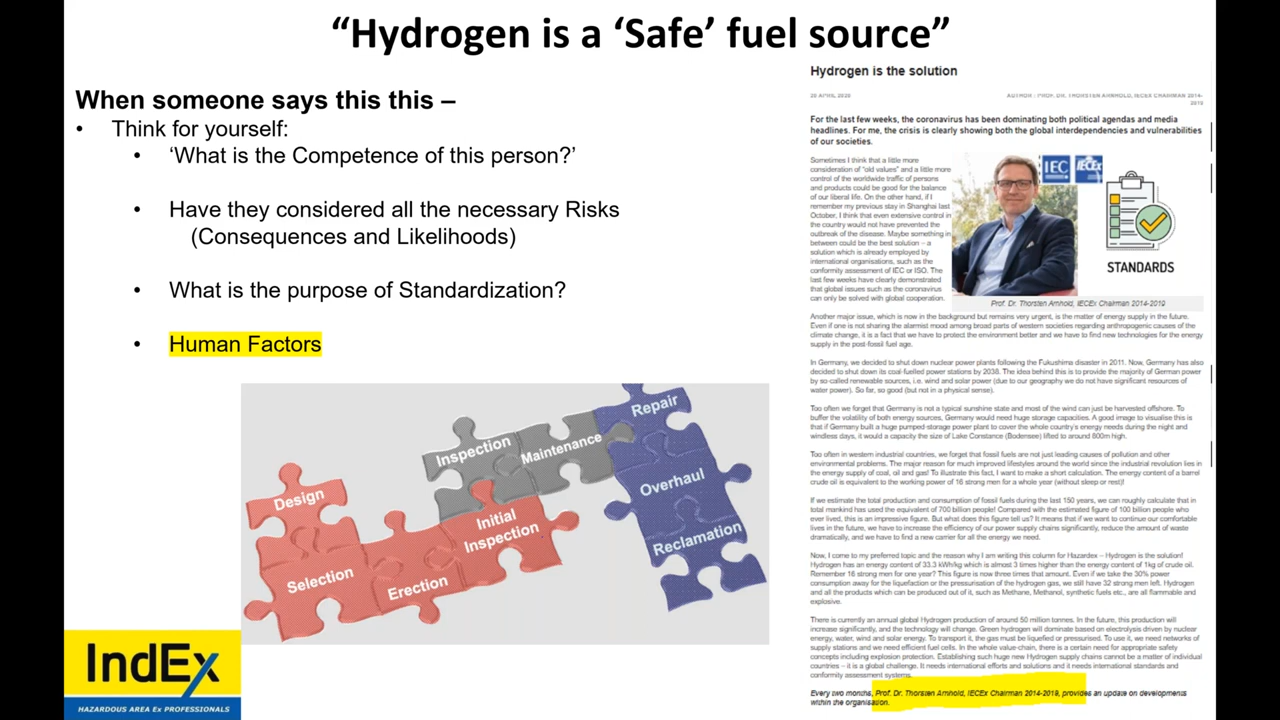 “Hydrogen is a ‘Safe’ fuel source”
When someone says this this –
• Think for yourself:
• ‘What is the Competence of this person?’
• Have they considered all the necessary Risks
(Consequences and Likelihoods)
• What is the purpose of Standardization?
• Human Factors
Design
Selection
Erection
Initial
Inspection
Inspection
Maintenance
Repair
Overhaul
Reclamation
IndEx
HAZARDOUS AREA Ex PROFESSIONALS
Hydrogen is the solution
20 APRIL 2020
AUTHOR : PROF. DR. THORSTEN ARNHOLD, IECEX CHAIRMAN 2014-
2019
For the last few weeks, the coronavirus has been dominating both political agendas and media
headlines. For me, the crisis is clearly showing both the global interdependencies and vulnerabilities
of our societies.
Sometimes I think that a little more
consideration of "old values" and a little more
control of the worldwide traffic of persons
and products could be good for the balance
of our liberal life. On the other hand, if I
remember my previous stay in Shanghai last
October, I think that even extensive control in
the country would not have prevented the
outbreak of the disease. Maybe something in
between could be the best solution – a
solution which is already employed by
international organisations, such as the
conformity assessment of IEC or ISO. The
last few weeks have clearly demonstrated
that global issues such as the coronavirus
can only be solved with global cooperation.
IEC
IECEx
STANDARDS
Prof. Dr. Thorsten Arnhold, IECEx Chairman 2014-2019
Another major issue, which is now in the background but remains very urgent, is the matter of energy supply in the future.
Even if one is not sharing the alarmist mood among broad parts of western societies regarding anthropogenic causes of the
climate change, it is a fact that we have to protect the environment better and we have to find new technologies for the energy
supply in the post-fossil fuel age.
In Germany, we decided to shut down nuclear power plants following the Fukushima disaster in 2011. Now, Germany has also
decided to shut down its coal-fuelled power stations by 2038. The idea behind this is to provide the majority of German power
by so-called renewable sources, i.e. wind and solar power (due to our geography we do not have significant resources of
water power). So far, so good (but not in a physical sense).
Too often we forget that Germany is not a typical sunshine state and most of the wind can just be harvested offshore. To
buffer the volatility of both energy sources, Germany would need huge storage capacities. A good image to visualise this is
that if Germany built a huge pumped-storage power plant to cover the whole country's energy needs during the night and
windless days, it would a capacity the size of Lake Constance (Bodensee) lifted to around 800m high.
Too often in western industrial countries, we forget that fossil fuels are not just leading causes of pollution and other
environmental problems. The major reason for much improved lifestyles around the world since the industrial revolution lies in
the energy supply of coal, oil and gas! To illustrate this fact, I want to make a short calculation. The energy content of a barrel
crude oil is equivalent to the working power of 16 strong men for a whole year (without sleep or rest)!
If we estimate the total production and consumption of fossil fuels during the last 150 years, we can roughly calculate that in
total mankind has used the equivalent of 700 billion people! Compared with the estimated figure of 100 billion people who
ever lived, this is an impressive figure. But what does this figure tell us? It means that if we want to continue our comfortable
lives in the future, we have to increase the efficiency of our power supply chains significantly, reduce the amount of waste
dramatically, and we have to find a new carrier for all the energy we need.
Now, I come to my preferred topic and the reason why I am writing this column for Hazardex – Hydrogen is the solution!
Hydrogen has an energy content of 33.3 kWh/kg which is almost 3 times higher than the energy content of 1kg of crude oil.
Remember 16 strong men for one year? This figure is now three times that amount. Even if we take the 30% power
consumption away for the liquefaction or the pressurisation of the hydrogen gas, we still have 32 strong men left. Hydrogen
and all the products which can be produced out of it, such as Methane, Methanol, synthetic fuels etc., are all flammable and
explosive.
There is currently an annual global Hydrogen production of around 50 million tonnes. In the future, this production will
increase significantly, and the technology will change. Green hydrogen will dominate based on electrolysis driven by nuclear
energy, water, wind and solar energy. To transport it, the gas must be liquefied or pressurised. To use it, we need networks of
supply stations and we need efficient fuel cells. In the whole value-chain, there is a certain need for appropriate safety
concepts including explosion protection. Establishing such huge new Hydrogen supply chains cannot be a matter of individual
countries – it is a global challenge. It needs international efforts and solutions and it needs international standards and
conformity assessment systems.
Every two months, Prof. Dr. Thorsten Arnhold, IECEx Chairman 2014-2019, provides an update on developments
within the organisation.